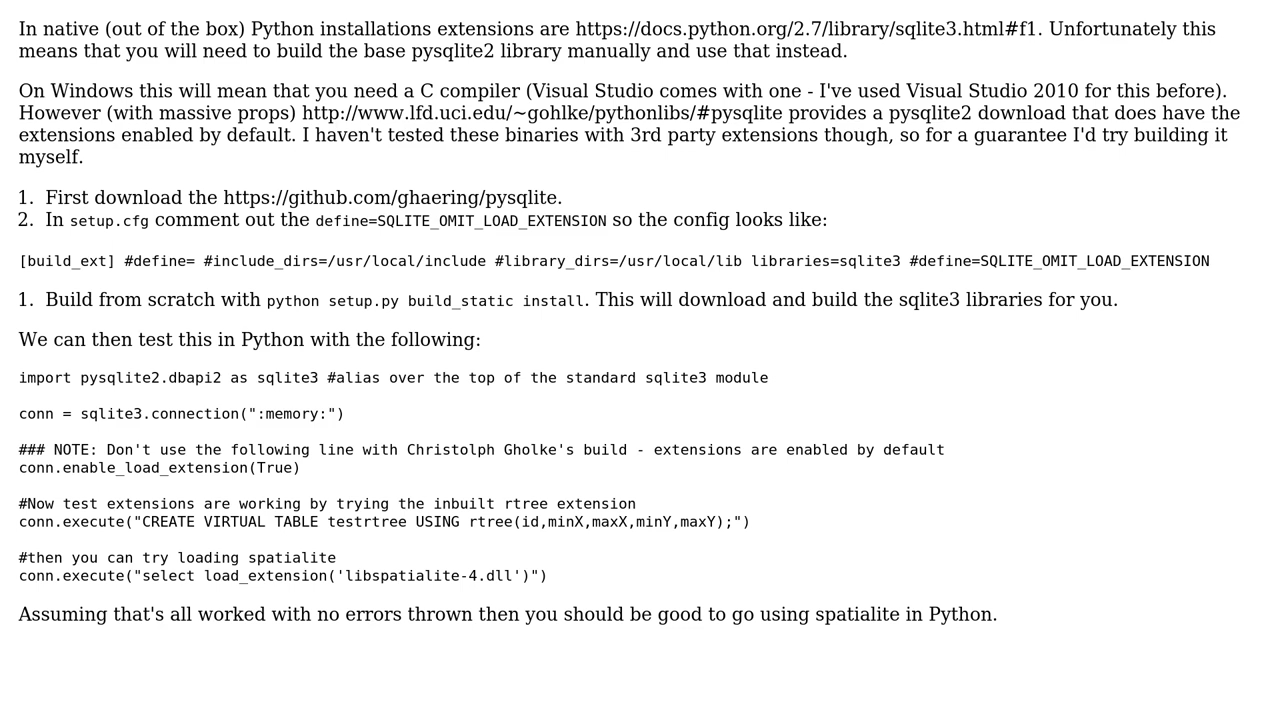 In native (out of the box) Python installations extensions are https://docs.python.org/2.7/library/sqlite3.html#f1. Unfortunately this
means that you will need to build the base pysqlite2 library manually and use that instead.
On Windows this will mean that you need a C compiler (Visual Studio comes with one - I've used Visual Studio 2010 for this before).
However (with massive props) http://www.lfd.uci.edu/~gohlke/pythonlibs/#pysqlite provides a pysqlite2 download that does have the
extensions enabled by default. I haven't tested these binaries with 3rd party extensions though, so for a guarantee I'd try building it
myself.
1. First download the https://github.com/ghaering/pysqlite.
2. In setup.cfg comment out the define=SQLITE_OMIT_LOAD_EXTENSION so the config looks like:
[build_ext] #define= #include_dirs=/usr/local/include #library_dirs=/usr/local/lib libraries=sqlite3 #define=SQLITE_OMIT_LOAD_EXTENSION
1. Build from scratch with python setup.py build_static install. This will download and build the sqlite3 libraries for you.
We can then test this in Python with the following:
import pysqlite2.dbapi2 as sqlite3 #alias over the top of the standard sqlite3 module
conn = sqlite3.connection(":memory:")
### NOTE: Don't use the following line with Christolph Gholke's build - extensions are enabled by default
conn.enable_load_extension(True)
#Now test extensions are working by trying the inbuilt rtree extension
conn.execute("CREATE VIRTUAL TABLE testrtree USING rtree(id,minX,maxX,minY,maxY);")
#then you can try loading spatialite
conn.execute("select load_extension('libspatialite-4.dll')")
Assuming that's all worked with no errors thrown then you should be good to go using spatialite in Python.